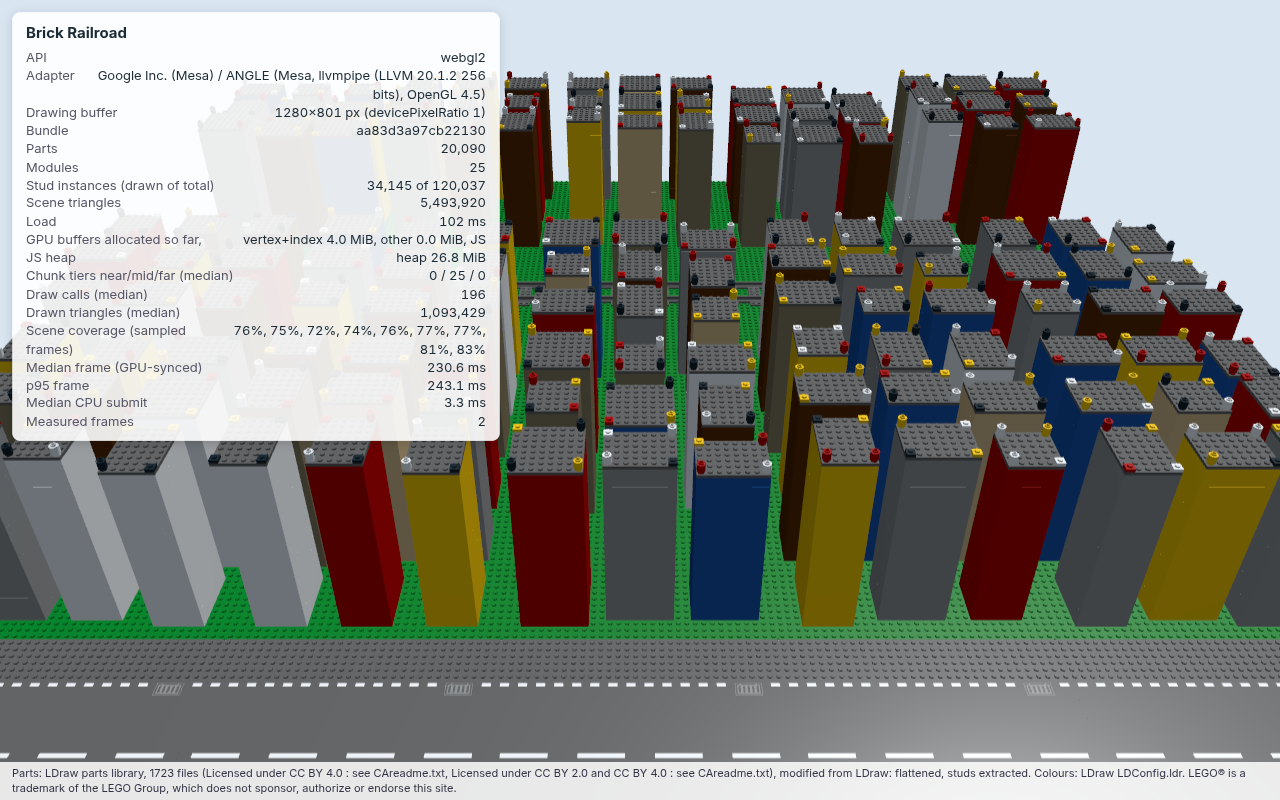 Brick Railroad
API webgl2
Adapter Google Inc. (Mesa) / ANGLE (Mesa, llvmpipe (LLVM 20.1.2 256
bits), OpenGL 4.5)
Drawing buffer 1280×801 px (devicePixelRatio 1)
Bundle aa83d3a97cb22130
Parts 20,090
Modules 25
Stud instances (drawn of total) 34,145 of 120,037
Scene triangles 5,493,920
Load 102 ms
GPU buffers allocated so far, vertex+index 4.0 MiB, other 0.0 MiB, JS
JS heap heap 26.8 MiB
Chunk tiers near/mid/far (median) 0 / 25 / 0
Draw calls (median) 196
Drawn triangles (median) 1,093,429
Scene coverage (sampled 76%, 75%, 72%, 74%, 76%, 77%, 77%,
frames) 81%, 83%
Median frame (GPU-synced) 230.6 ms
p95 frame 243.1 ms
Median CPU submit 3.3 ms
Measured frames 2
Parts: LDraw parts library, 1723 files (Licensed under CC BY 4.0 : see CAreadme.txt, Licensed under CC BY 2.0 and CC BY 4.0 : see CAreadme.txt), modified from LDraw: flattened, studs extracted. Colours: LDraw LDConfig.ldr. LEGO® is a
trademark of the LEGO Group, which does not sponsor, authorize or endorse this site.